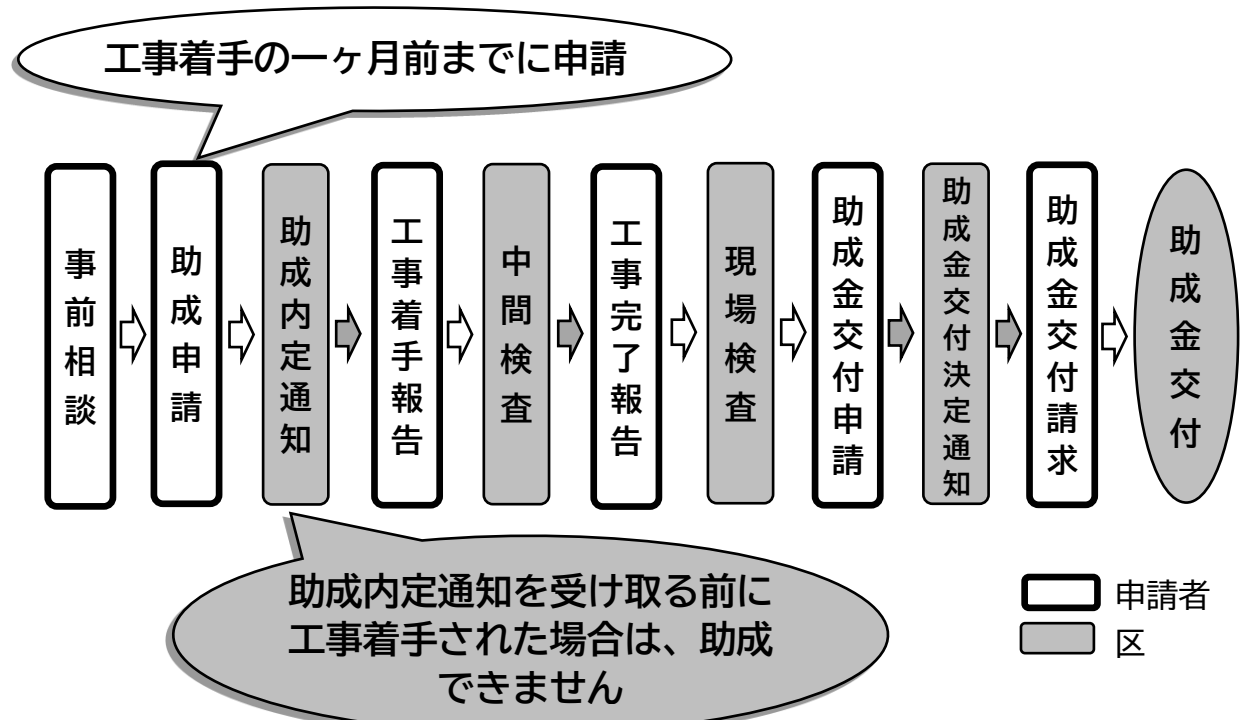 工事着手の一ヶ月前までに申請
事前相談
助成申請
助成内定通知
工事着手報告
中間検査
工事完了報告
現場検査
助成金交付申請
助成金交付決定通知
助成金交付請求
助成金交付
助成内定通知を受け取る前に
工事着手された場合は、助成
できません
申請者
区